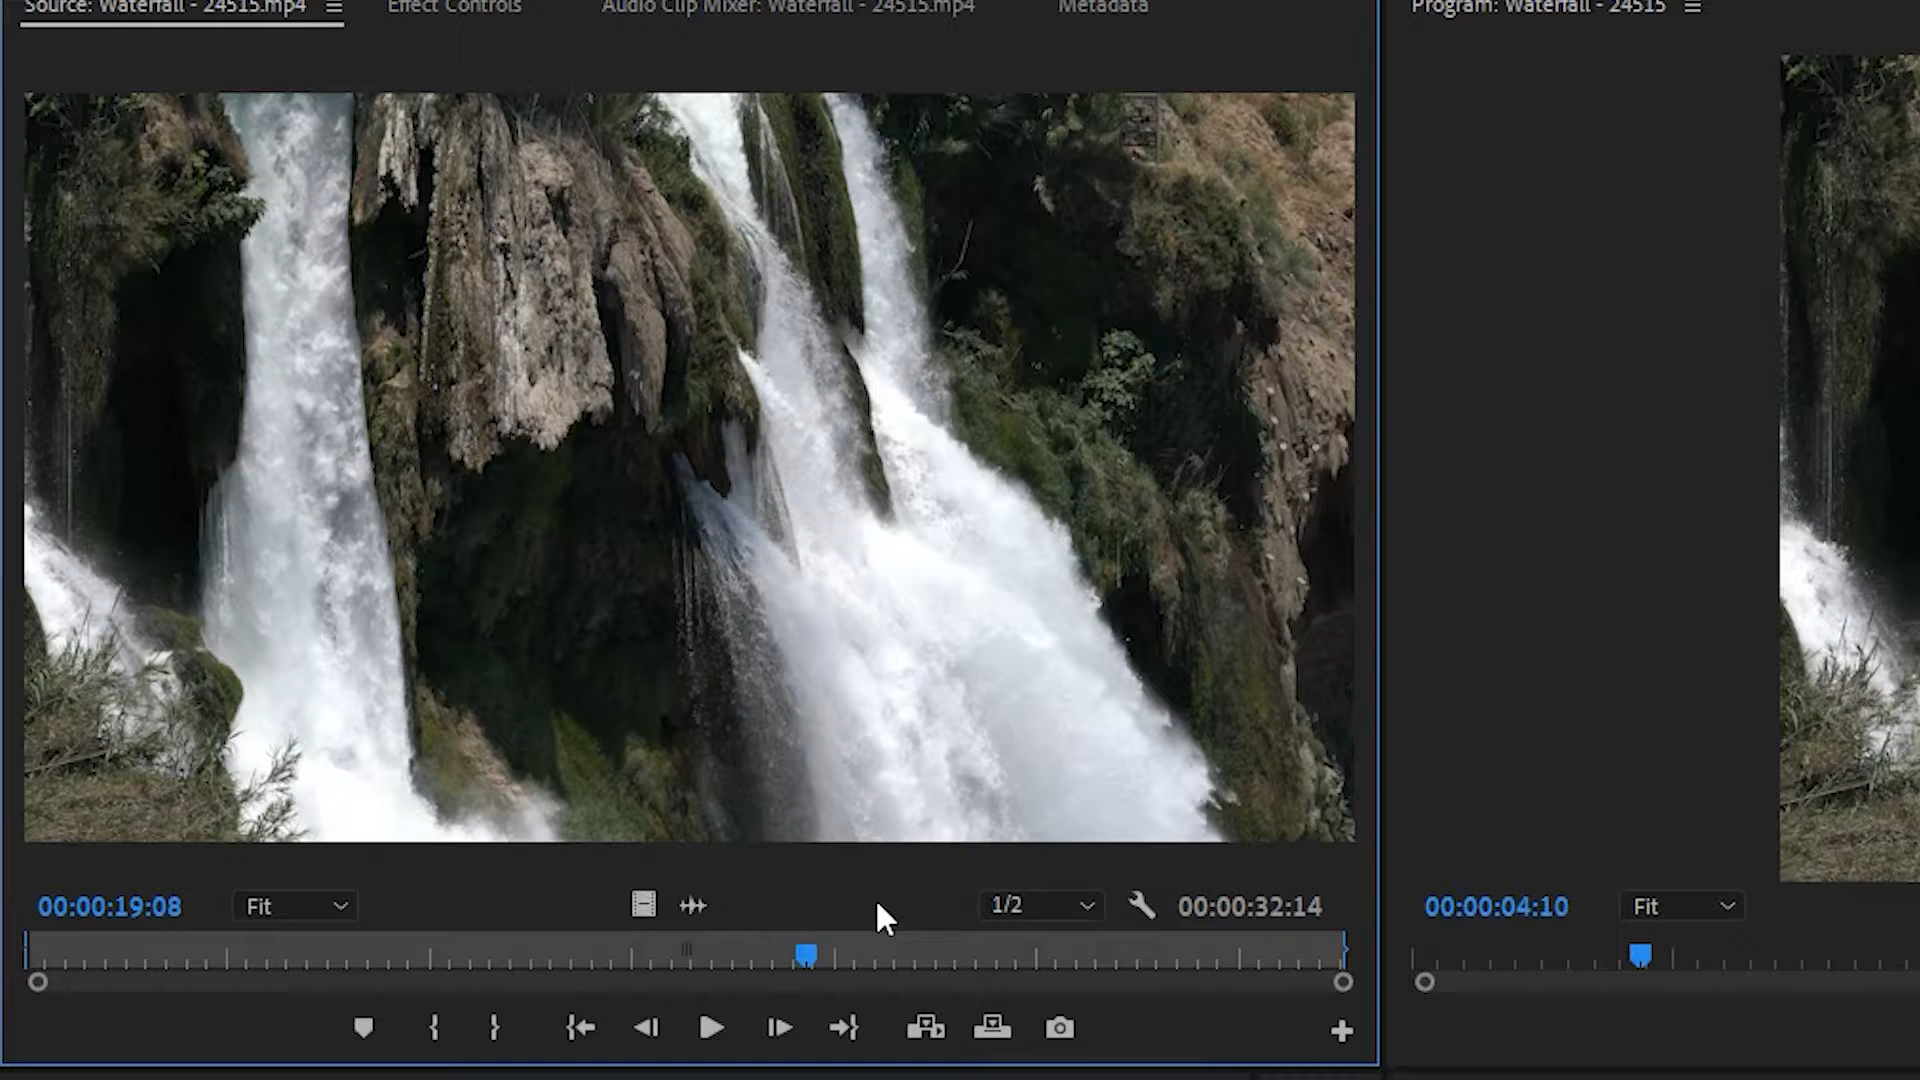 Source: Waterfall - 24515.mp4
Effect Controls
Audio Clip Mixer: Waterfall - 24515.mp4
Metadata
Program: Waterfall - 24515
00:00:19:08
Fit
1/2
00:00:32:14
00:00:04:10
Fit